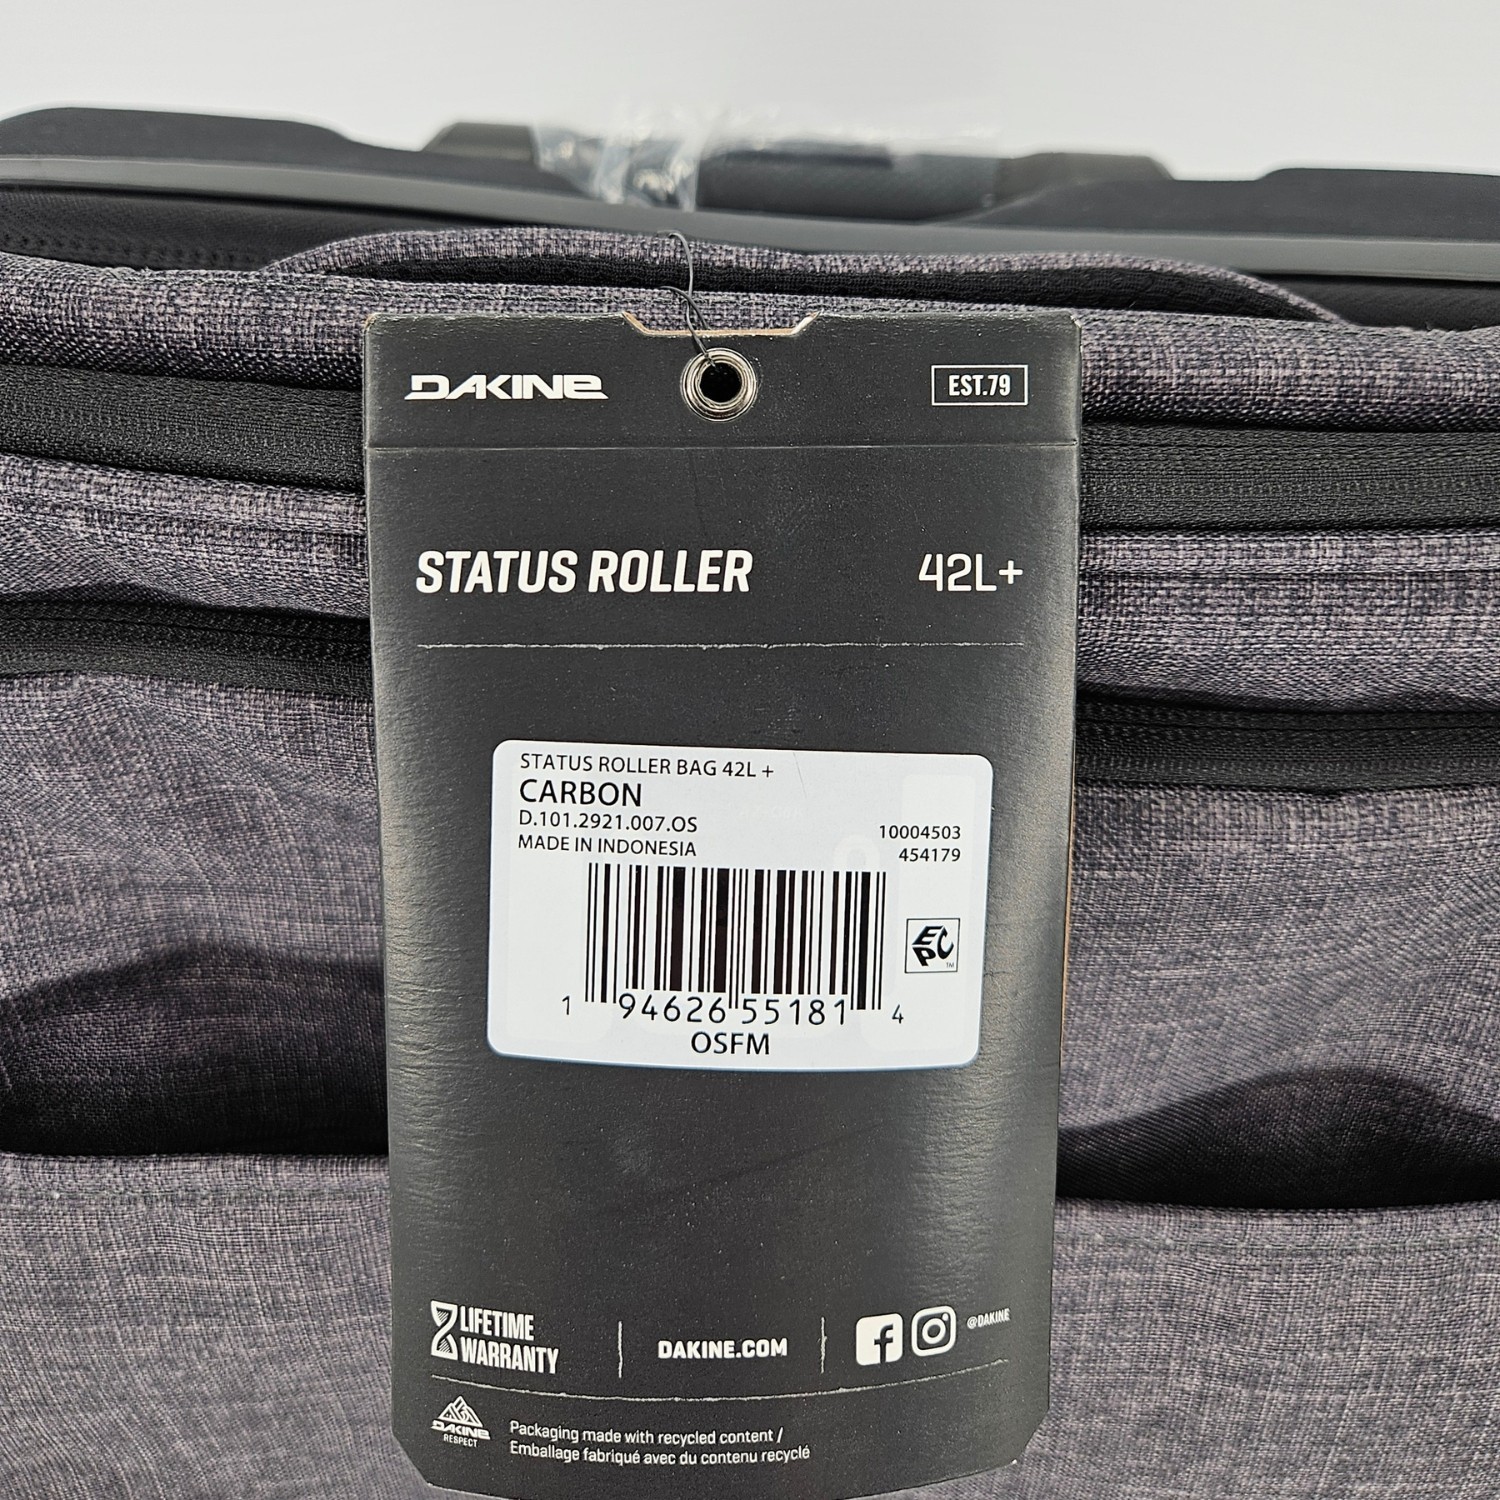 DAKINE
EST.79
STATUS ROLLER 42L+
STATUS ROLLER BAG 42L +
CARBON
D.101.2921.007.OS 10004503
MADE IN INDONESIA 454179
EPC™
1 94626 55181 4
OSFM
LIFETIME
WARRANTY
DAKINE.COM
@DAKINE
DAKINE
RESPECT
Packaging made with recycled content /
Emballage fabriqué avec du contenu recyclé